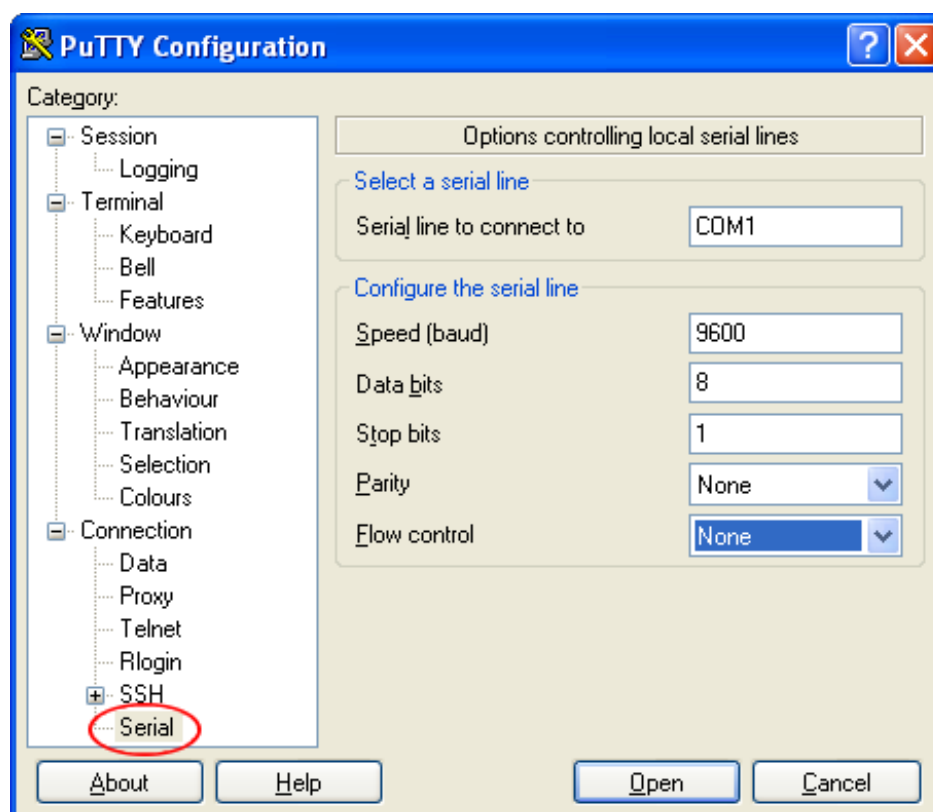 PuTTY Configuration
Category:
Session
Logging
Terminal
Keyboard
Bell
Features
Window
Appearance
Behaviour
Translation
Selection
Colours
Connection
Data
Proxy
Telnet
Rlogin
SSH
Serial
Options controlling local serial lines
Select a serial line
Serial line to connect to COM1
Configure the serial line
Speed (baud) 9600
Data bits 8
Stop bits 1
Parity None
Flow control None
About Help Open Cancel